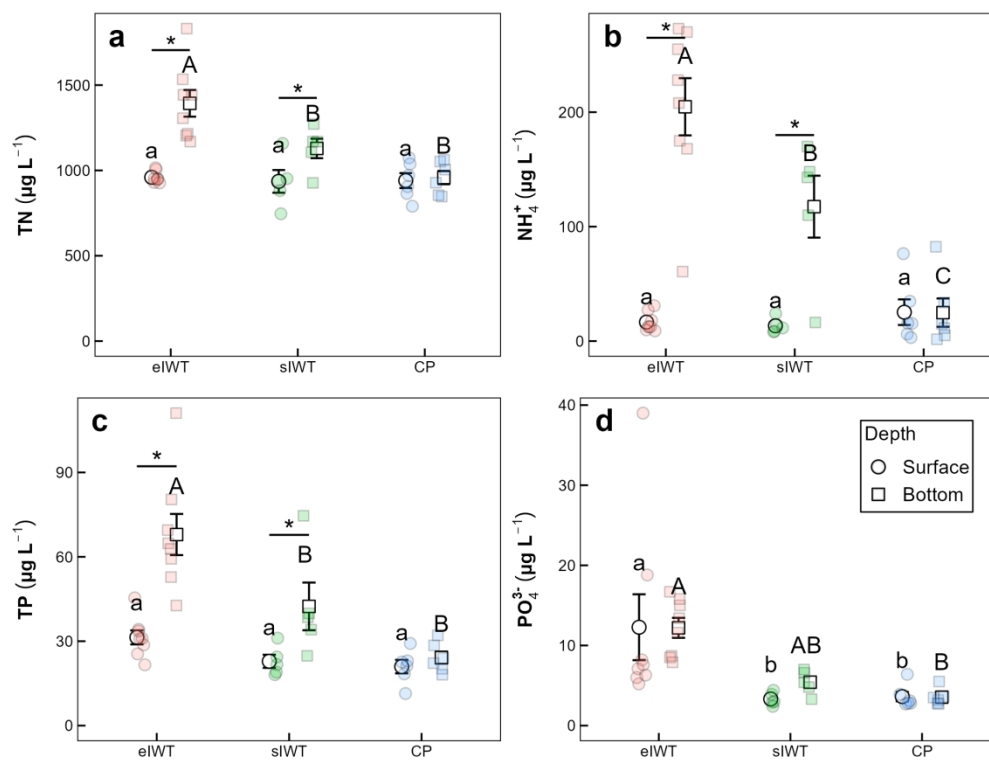 a
TN (µg L⁻¹)
1500
1000
500
0
* *
a A a B a B
eIWT sIWT CP
b
NH₄⁺ (µg L⁻¹)
200
100
0
* *
a A a B a C
eIWT sIWT CP
c
TP (µg L⁻¹)
90
60
30
0
* *
a A a B a B
eIWT sIWT CP
d
PO₄³⁻ (µg L⁻¹)
40
30
20
10
0
a A b AB b B
eIWT sIWT CP
Depth
Surface
Bottom